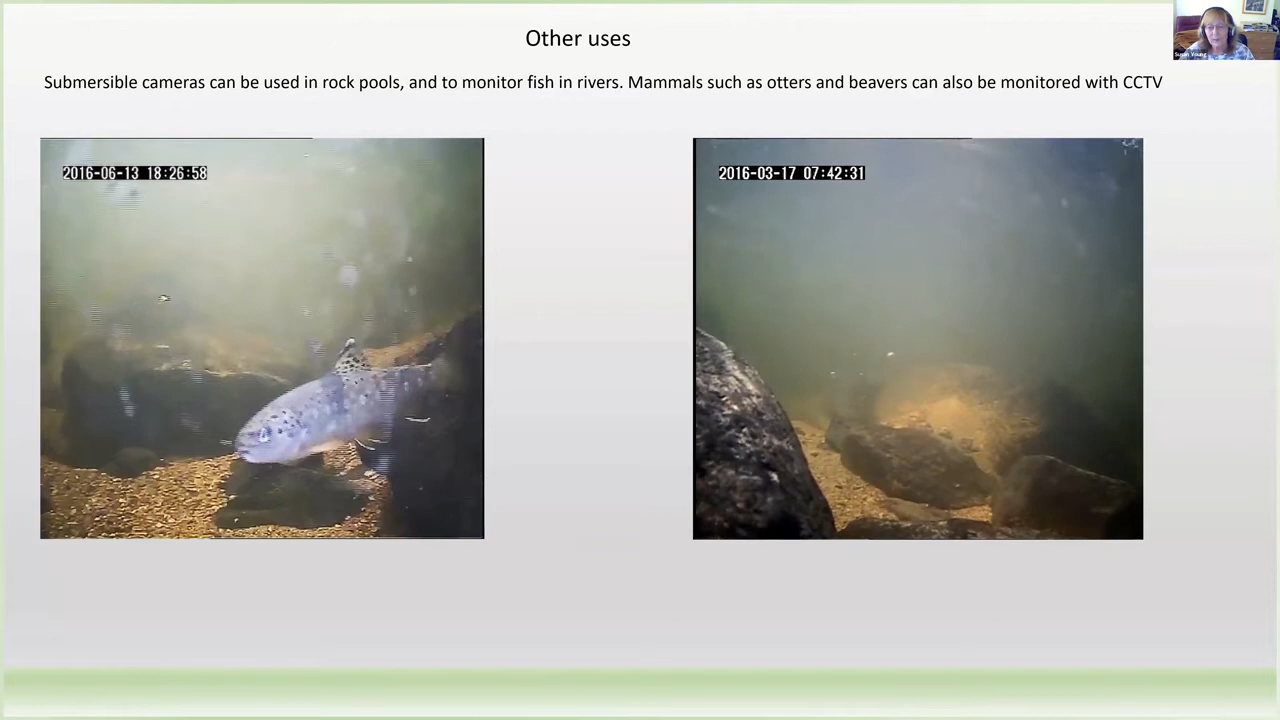 Other uses
Susan Young
Submersible cameras can be used in rock pools, and to monitor fish in rivers. Mammals such as otters and beavers can also be monitored with CCTV
2016-06-13 18:26:58
2016-03-17 07:42:31